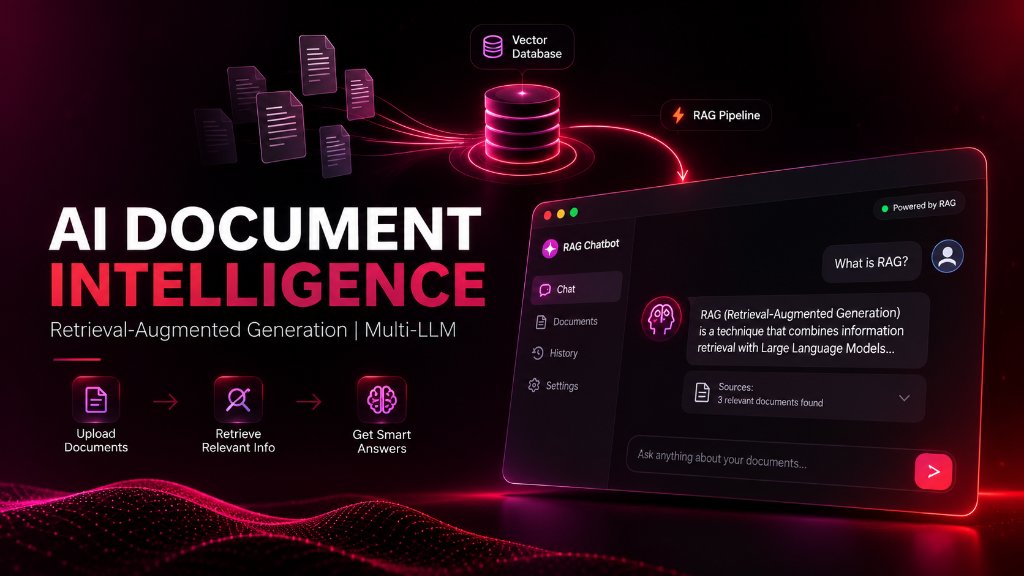 Vector
Database
RAG Pipeline
AI DOCUMENT
INTELLIGENCE
Retrieval-Augmented Generation | Multi-LLM
Upload
Documents
Retrieve
Relevant Info
Get Smart
Answers
Powered by RAG
RAG Chatbot
Chat
Documents
History
Settings
What is RAG?
RAG (Retrieval-Augmented Generation)
is a technique that combines information
retrieval with Large Language Models...
Sources:
3 relevant documents found
Ask anything about your documents...